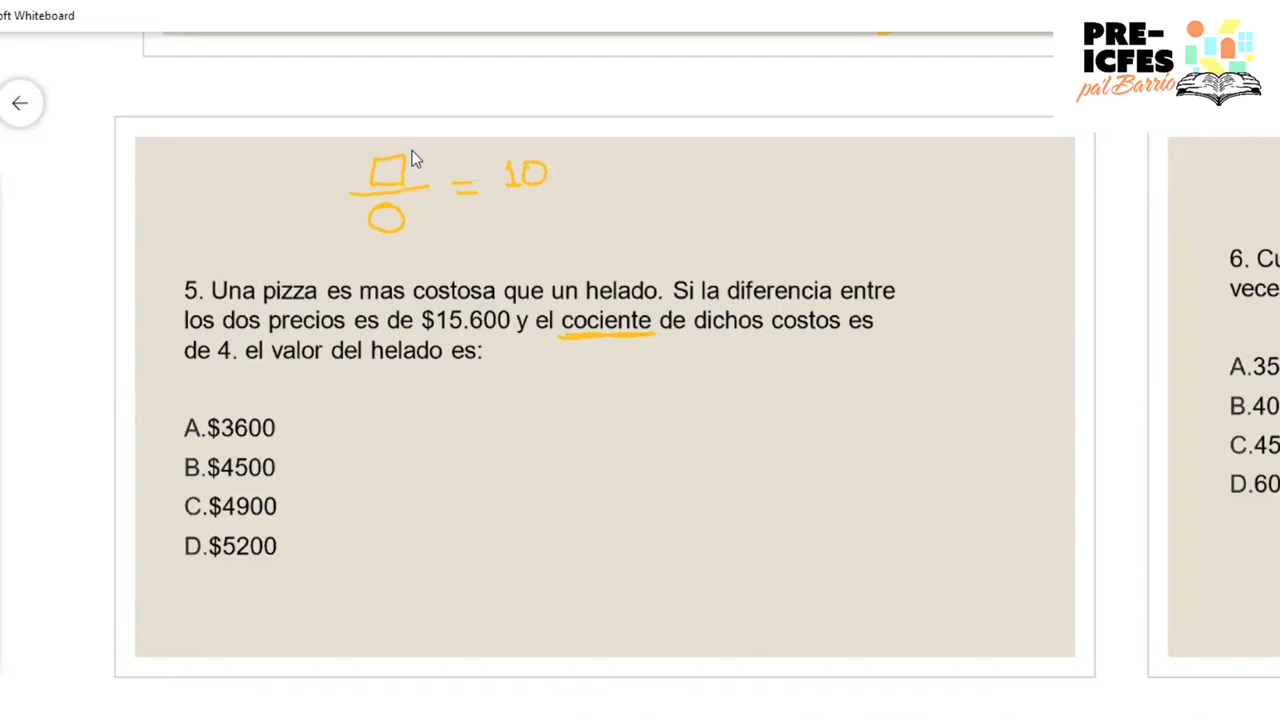 oft Whiteboard
PRE-
ICFES
pa'l Barrio
□
— = 10
O
5. Una pizza es mas costosa que un helado. Si la diferencia entre
los dos precios es de $15.600 y el cociente de dichos costos es
de 4. el valor del helado es:
A.$3600
B.$4500
C.$4900
D.$5200
6. Cu
vece
A.35
B.40
C.45
D.60